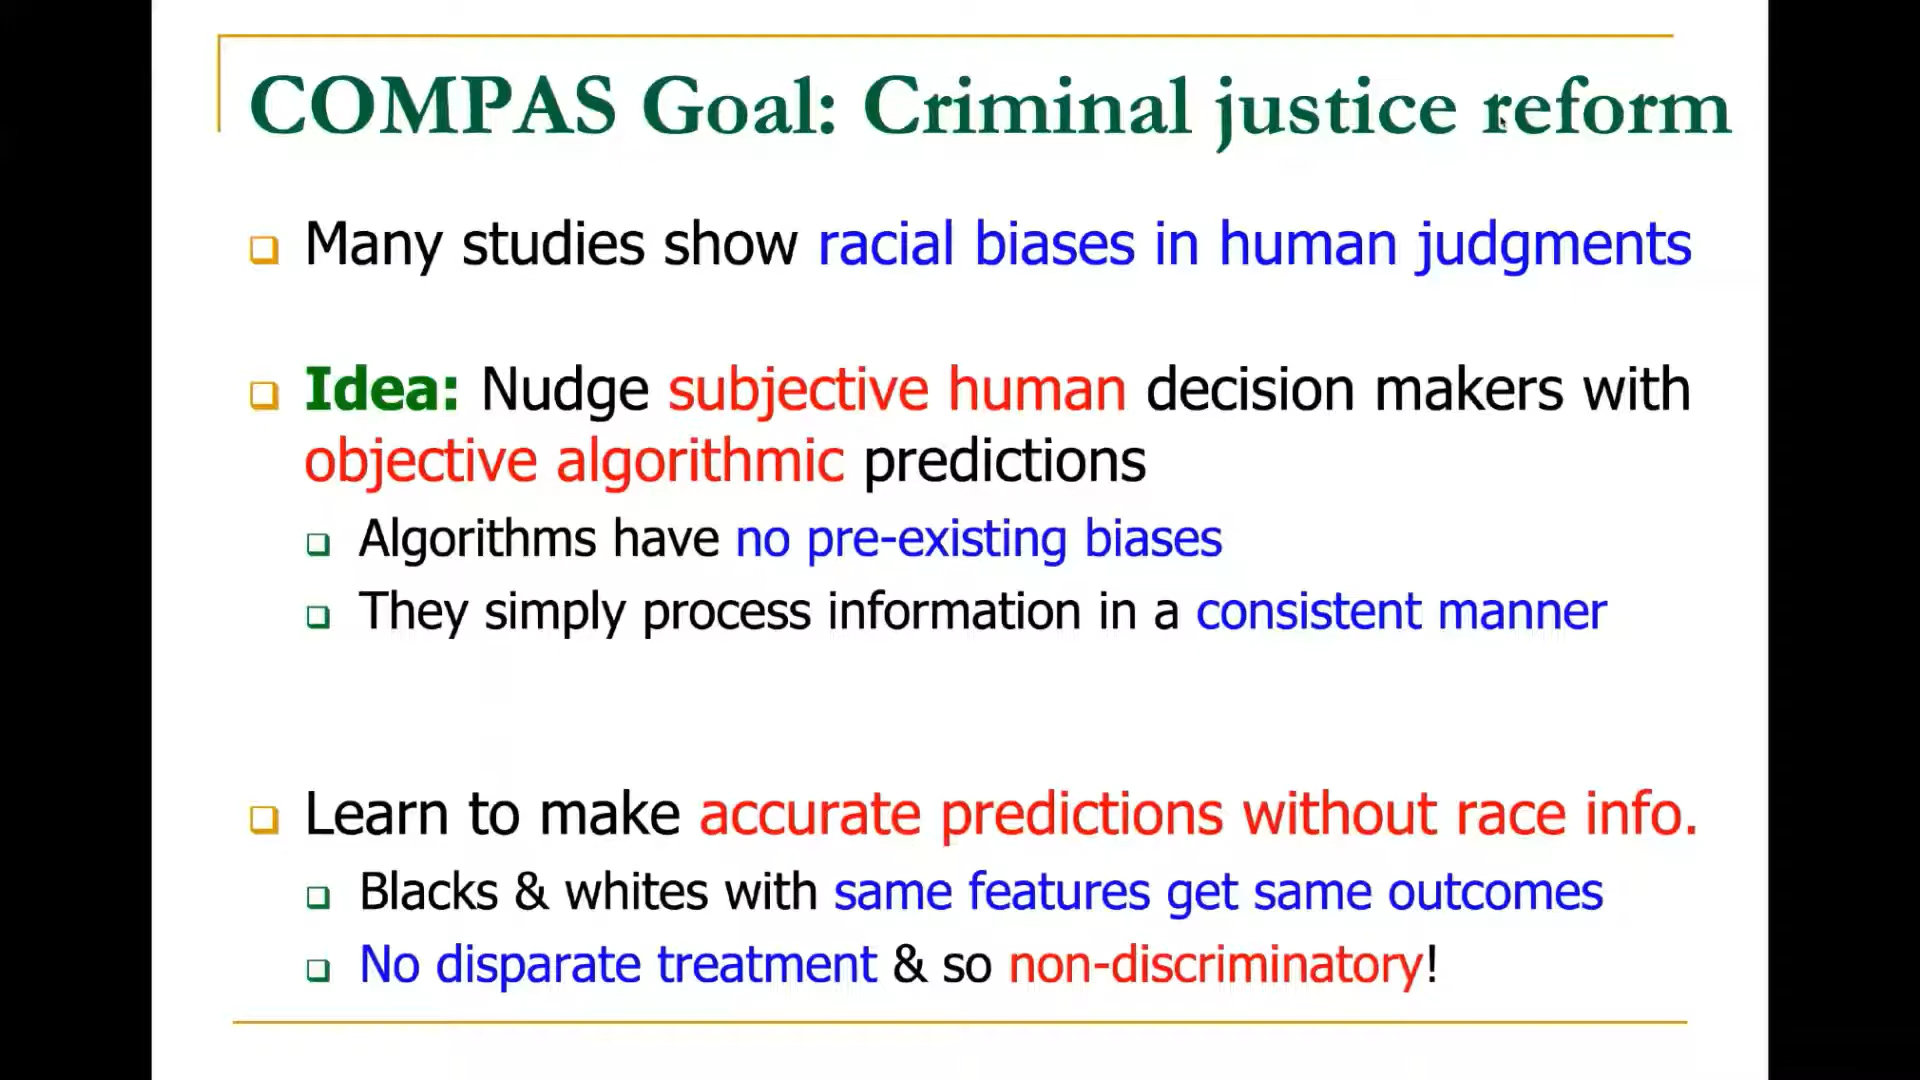 COMPAS Goal: Criminal justice reform
Many studies show racial biases in human judgments
Idea: Nudge subjective human decision makers with
objective algorithmic predictions
Algorithms have no pre-existing biases
They simply process information in a consistent manner
Learn to make accurate predictions without race info.
Blacks & whites with same features get same outcomes
No disparate treatment & so non-discriminatory!